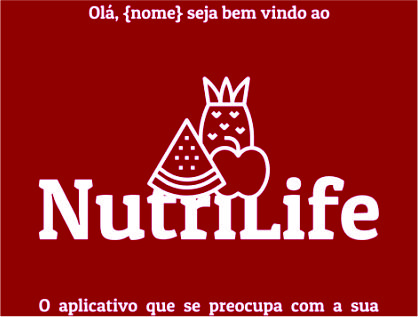 Olá, {nome} seja bem vindo ao
NutriLife
O aplicativo que se preocupa com a sua